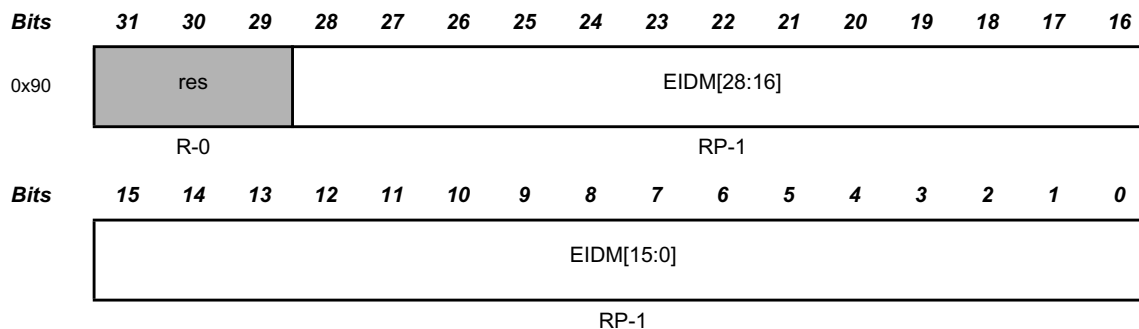 Bits 31 30 29 28 27 26 25 24 23 22 21 20 19 18 17 16
0x90 res EIDM[28:16]
R-0 RP-1
Bits 15 14 13 12 11 10 9 8 7 6 5 4 3 2 1 0
EIDM[15:0]
RP-1